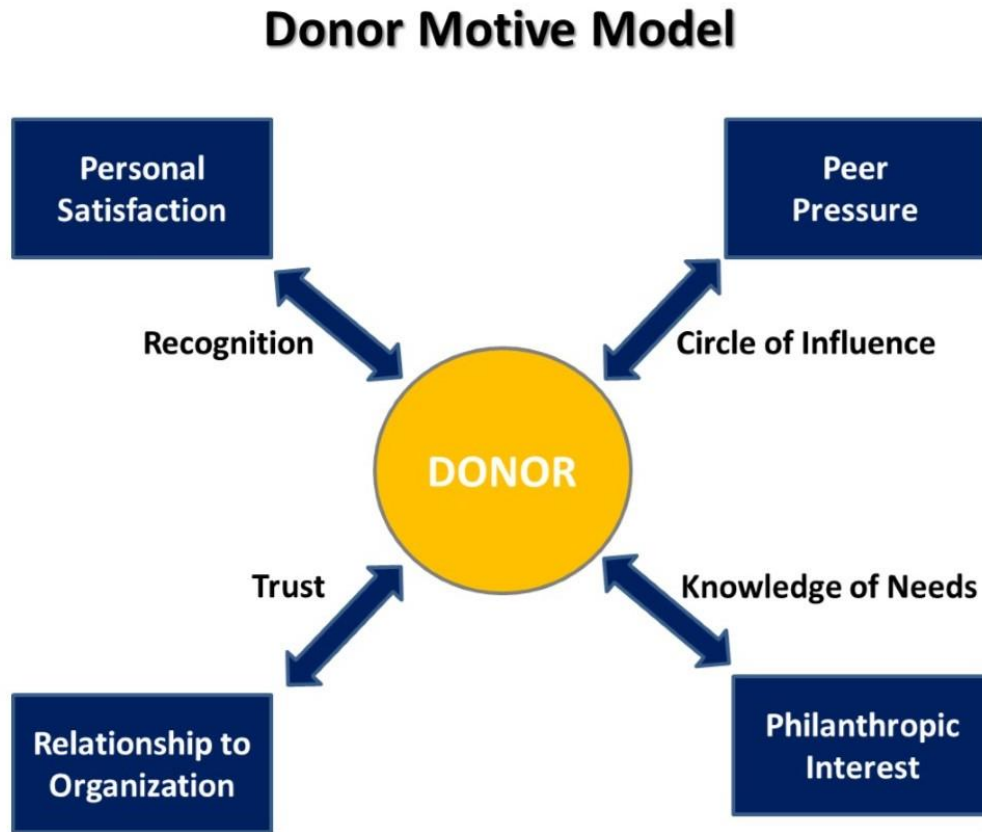 Donor Motive Model
Personal
Satisfaction
Peer
Pressure
Recognition
Circle of Influence
DONOR
Trust
Knowledge of Needs
Relationship to
Organization
Philanthropic
Interest